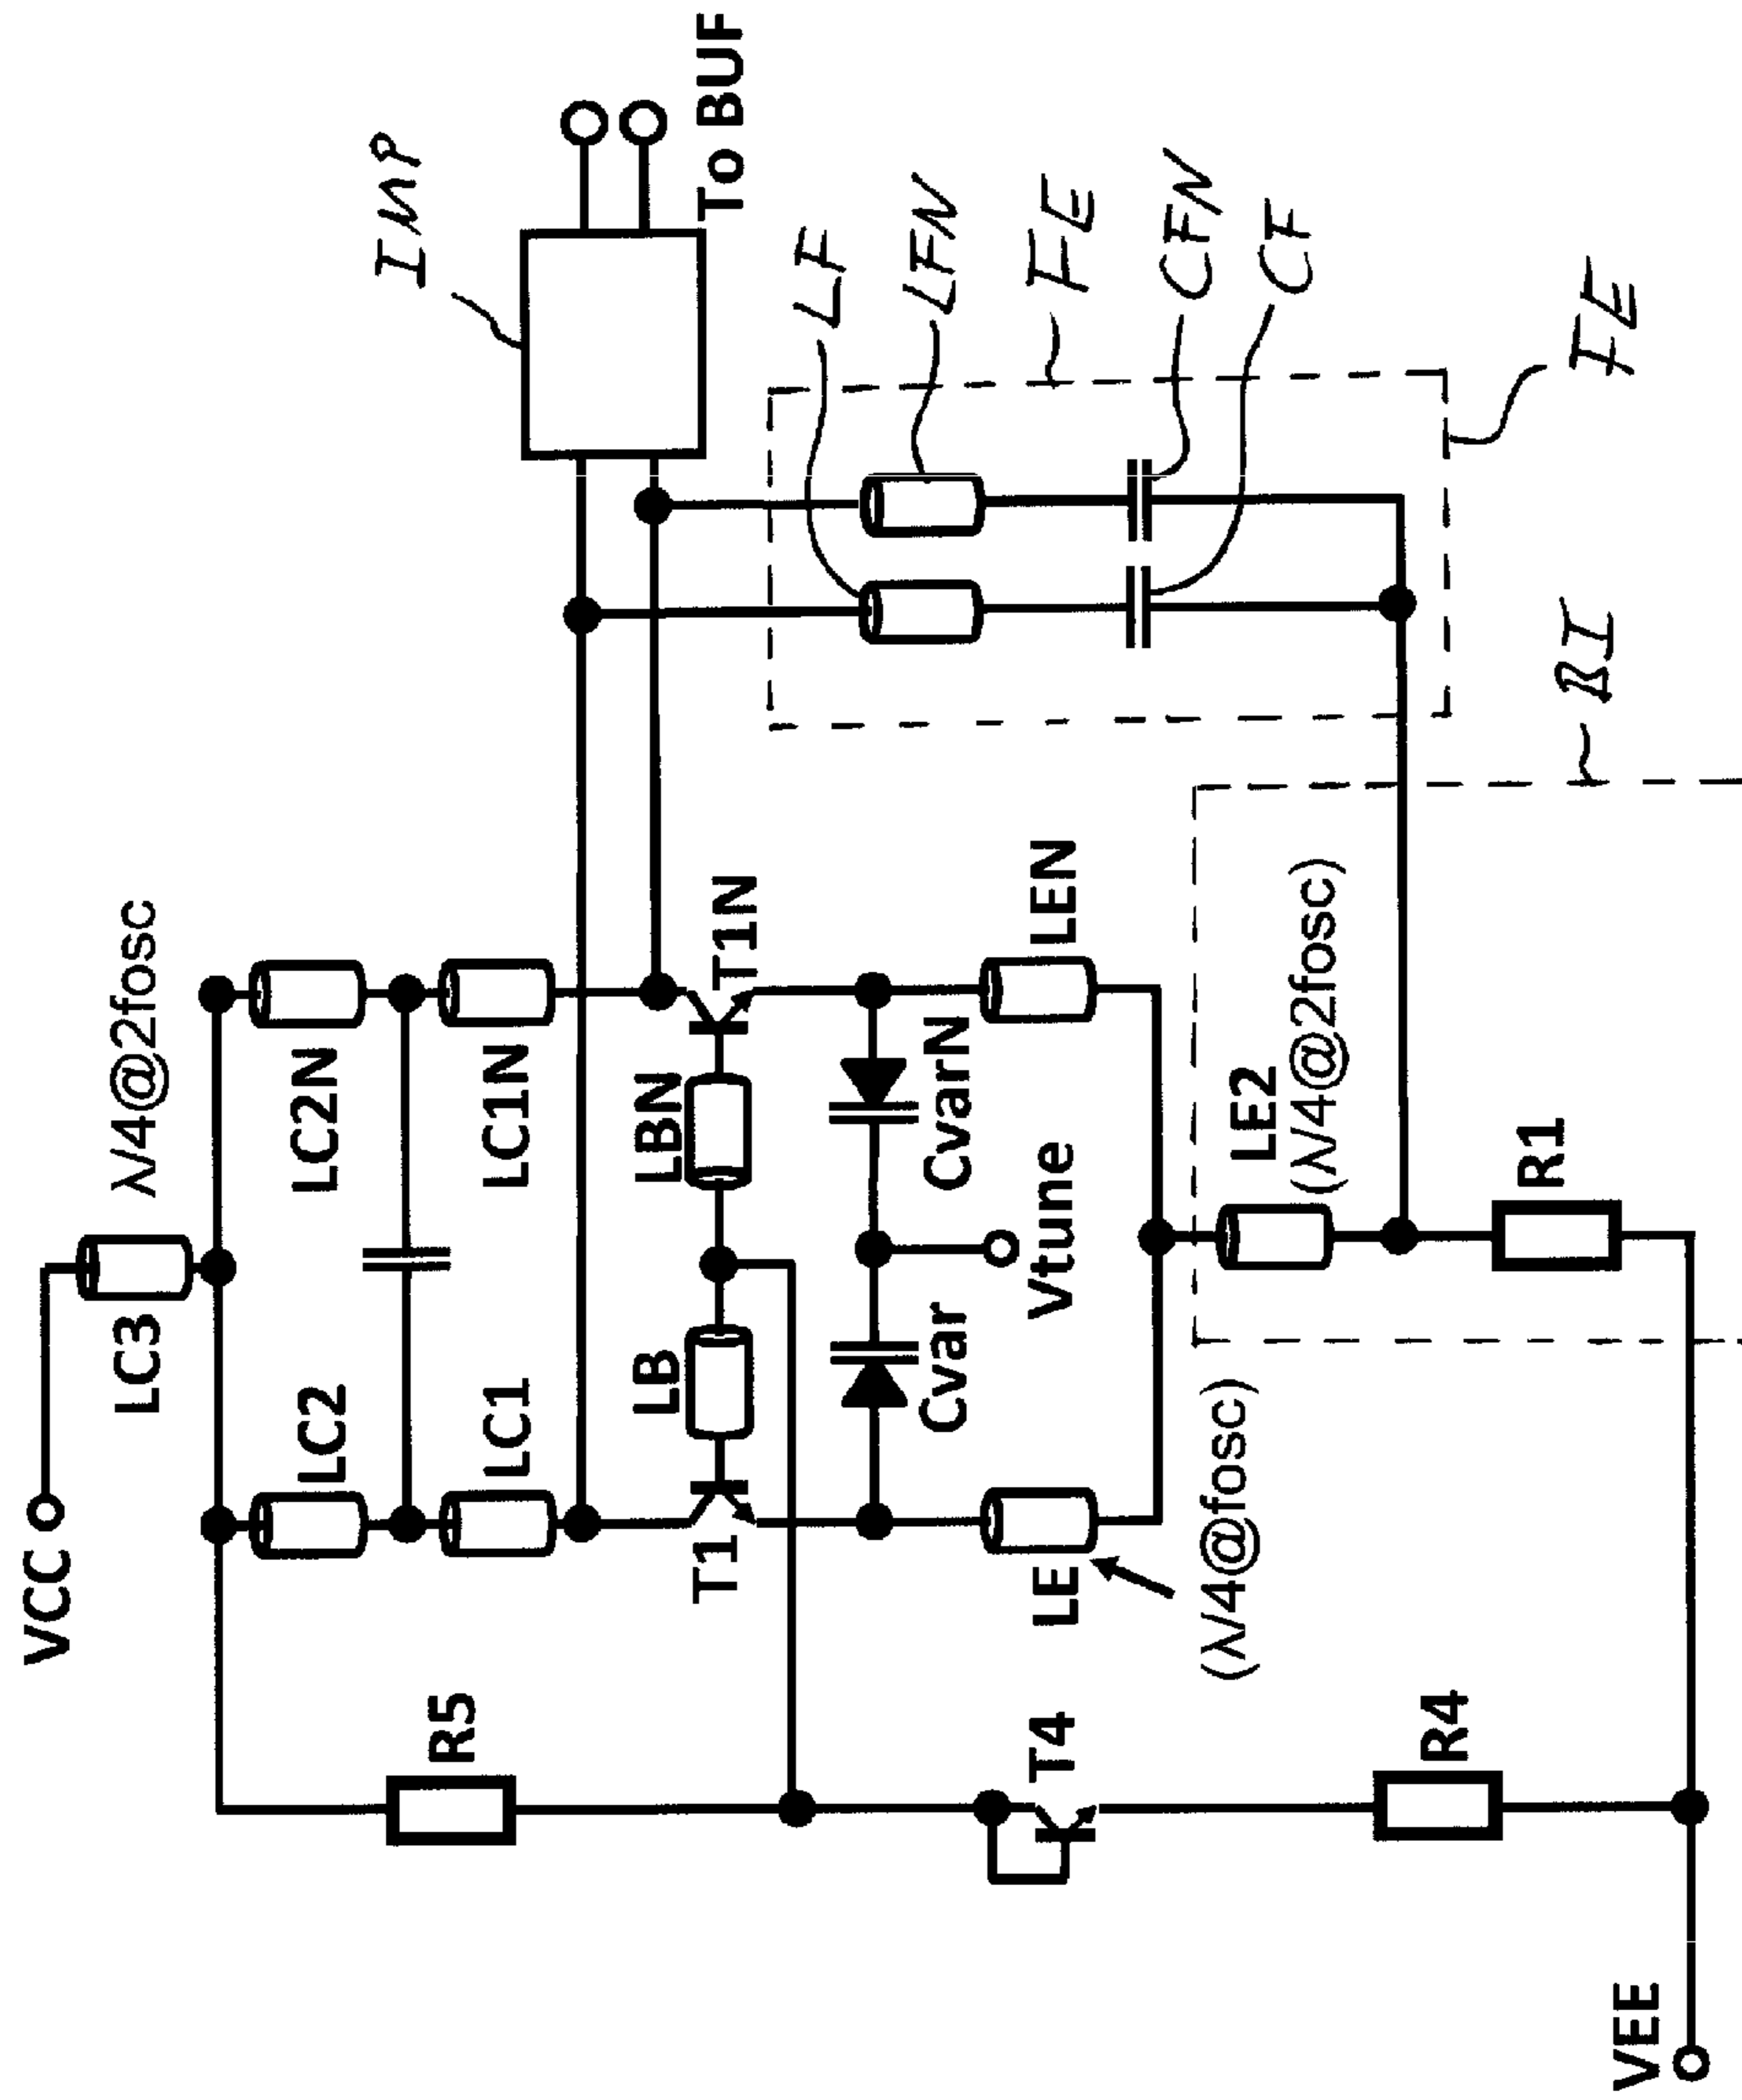 VCC
LC3
λ/4@2fosc
LC2
LC2N
R5
LC1
LC1N
IMP
To BUF
LB
LBN
T1
T1N
LF
LFN
FE
CFN
CF
Cvar
CvarN
Vtune
T4
LE
LEN
(λ/4@fosc)
LE2
(λ/4@2fosc)
R4
R1
FE
VEE